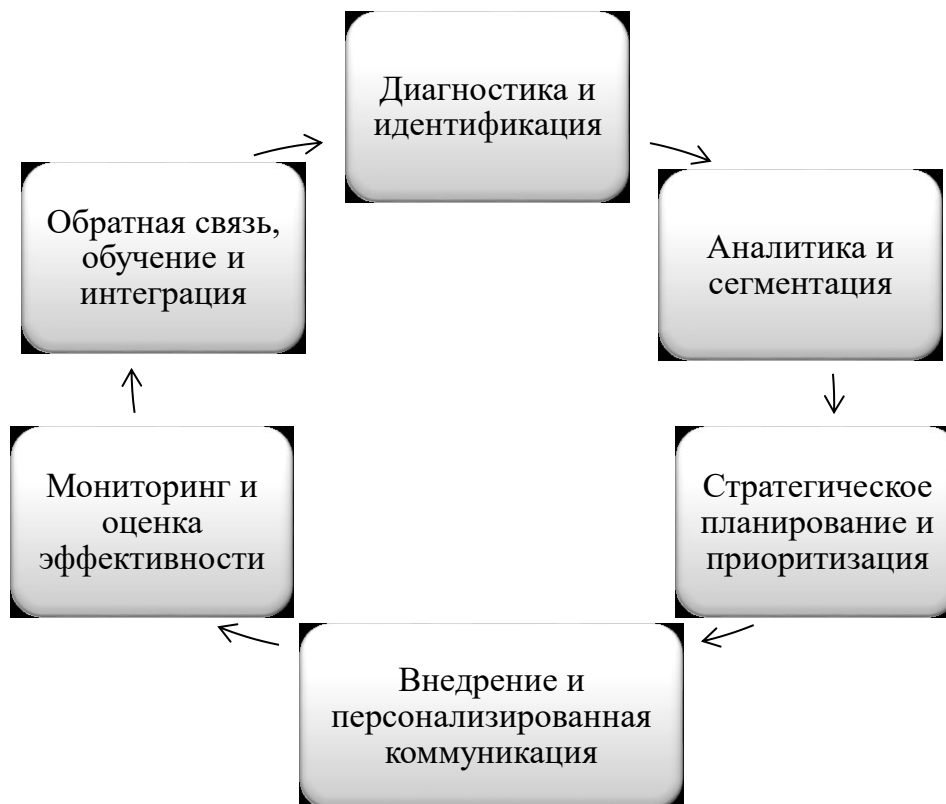 Диагностика и
идентификация
Аналитика и
сегментация
Стратегическое
планирование и
приоритизация
Внедрение и
персонализированная
коммуникация
Мониторинг и
оценка
эффективности
Обратная связь,
обучение и
интеграция